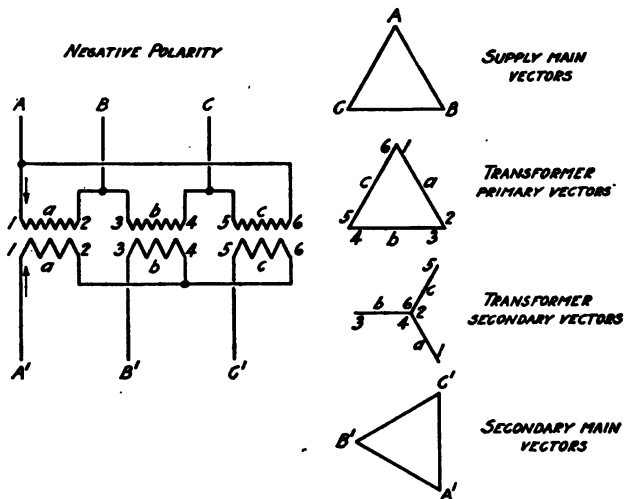 NEGATIVE POLARITY
A B C
1 a 2 3 b 4 5 c 6
1 a 2 3 b 4 5 c 6
A' B' C'
A
C B
SUPPLY MAIN
VECTORS
6 1
c a
5 2
4 b 3
TRANSFORMER
PRIMARY VECTORS
5
c
b 6 2
3 4
a
1
TRANSFORMER
SECONDARY VECTORS
C'
B'
A'
SECONDARY MAIN
VECTORS